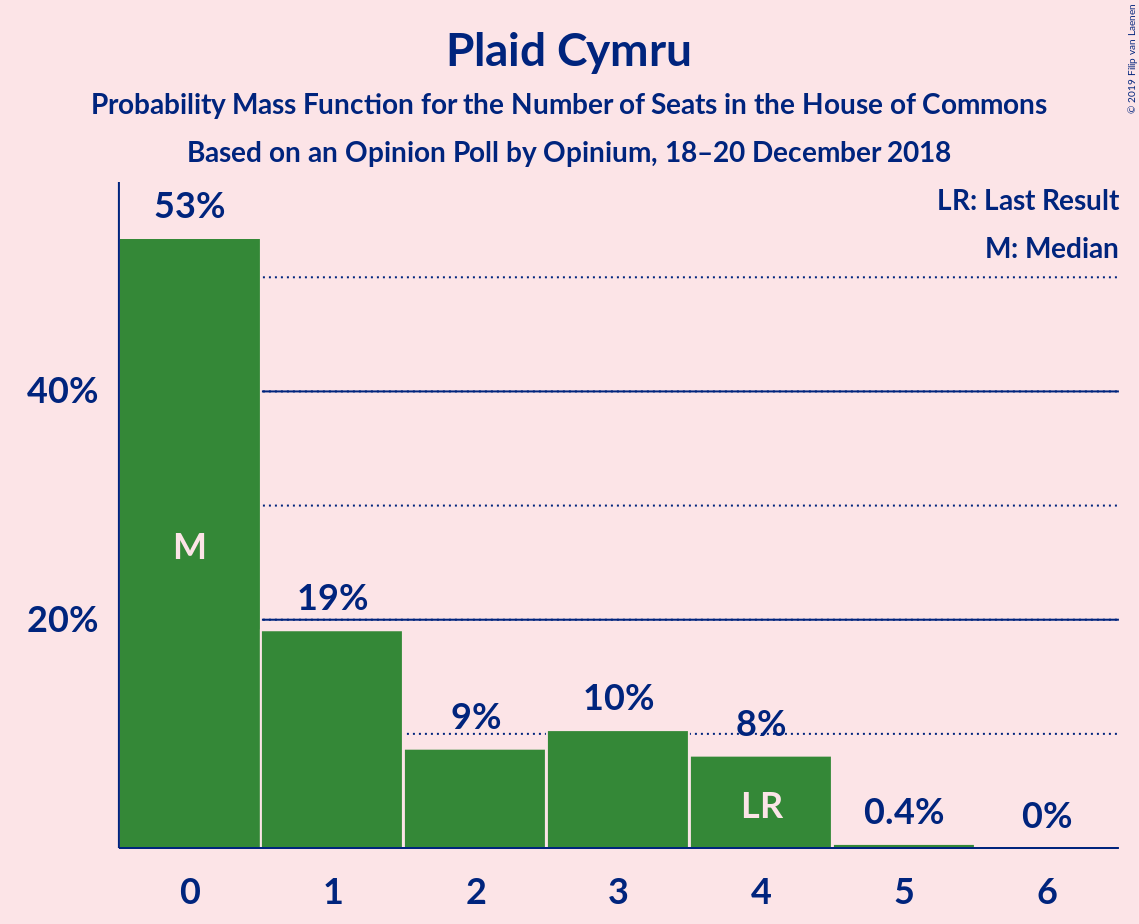 Plaid Cymru
Probability Mass Function for the Number of Seats in the House of Commons
Based on an Opinion Poll by Opinium, 18–20 December 2018
© 2019 Filip van Laenen
LR: Last Result
M: Median
53%
40%
M
19%
20%
10%
9%
8%
LR
0.4%
0%
0 1 2 3 4 5 6